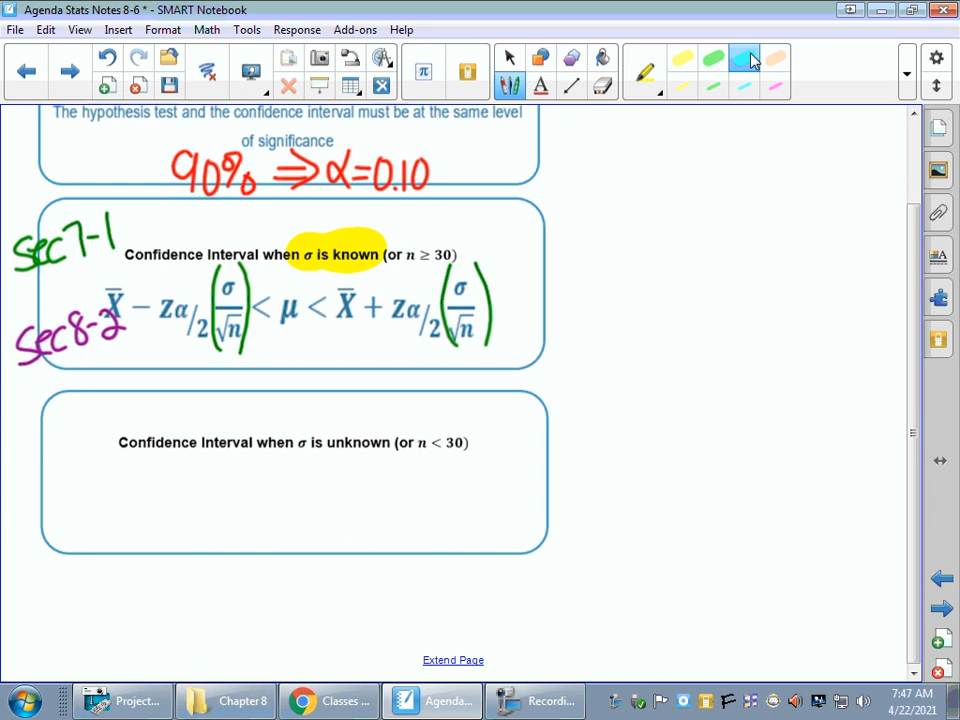 Agenda Stats Notes 8-6 * - SMART Notebook
File Edit View Insert Format Math Tools Response Add-ons Help
The hypothesis test and the confidence interval must be at the same level
of significance
90% ⟹ α=0.10
sec 7-1
Confidence Interval when σ is known (or n ≥ 30)
X̄ − zα/2 (σ/√n) < μ < X̄ + zα/2 (σ/√n)
sec 8-2
Confidence Interval when σ is unknown (or n < 30)
Extend Page
Project...
Chapter 8
Classes ...
Agenda...
Recordi...
7:47 AM
4/22/2021